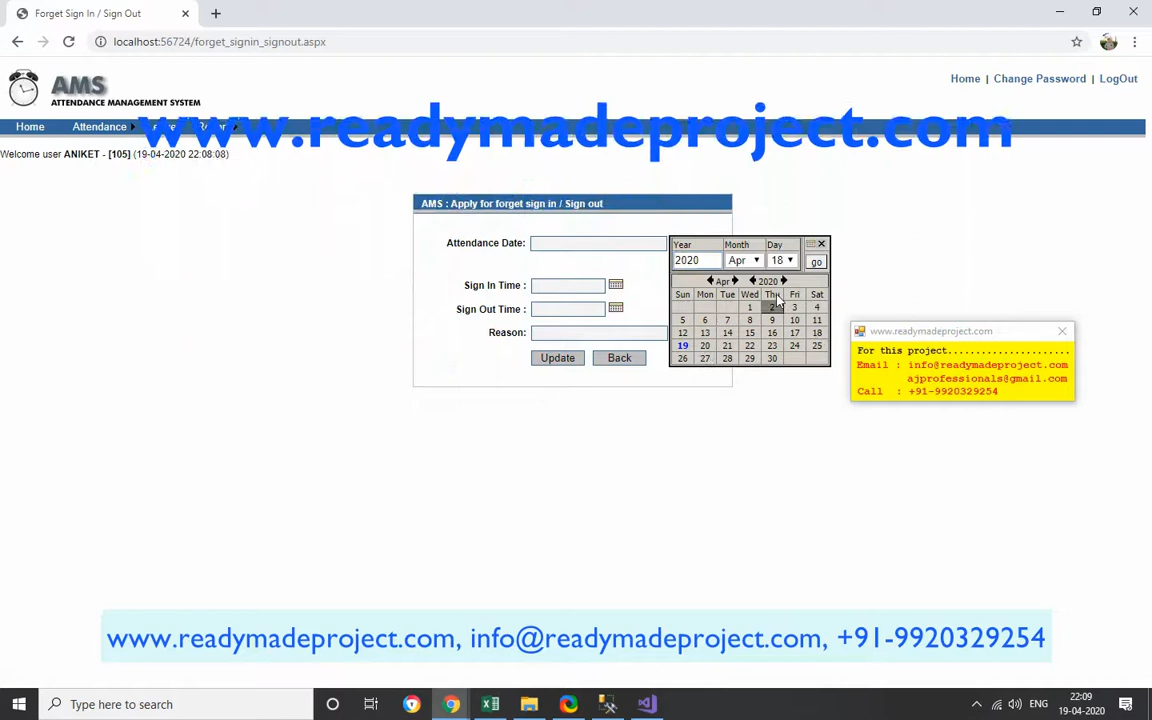 Forget Sign In / Sign Out
localhost:56724/forget_signin_signout.aspx
AMS
ATTENDANCE MANAGEMENT SYSTEM
Home | Change Password | LogOut
www.readymadeproject.com
Home Attendance
Welcome user ANIKET - [105] (19-04-2020 22:08:08)
AMS : Apply for forget sign in / Sign out
Attendance Date:
Sign In Time :
Sign Out Time :
Reason:
Update Back
Year Month Day
2020 Apr 18 go
Apr 2020
Sun Mon Tue Wed Thu Fri Sat
1 2 3 4
5 6 7 8 9 10 11
12 13 14 15 16 17 18
19 20 21 22 23 24 25
26 27 28 29 30
www.readymadeproject.com
For this project.....................
Email : info@readymadeproject.com
ajprofessionals@gmail.com
Call : +91-9920329254
www.readymadeproject.com, info@readymadeproject.com, +91-9920329254
Type here to search
ENG
22:09
19-04-2020